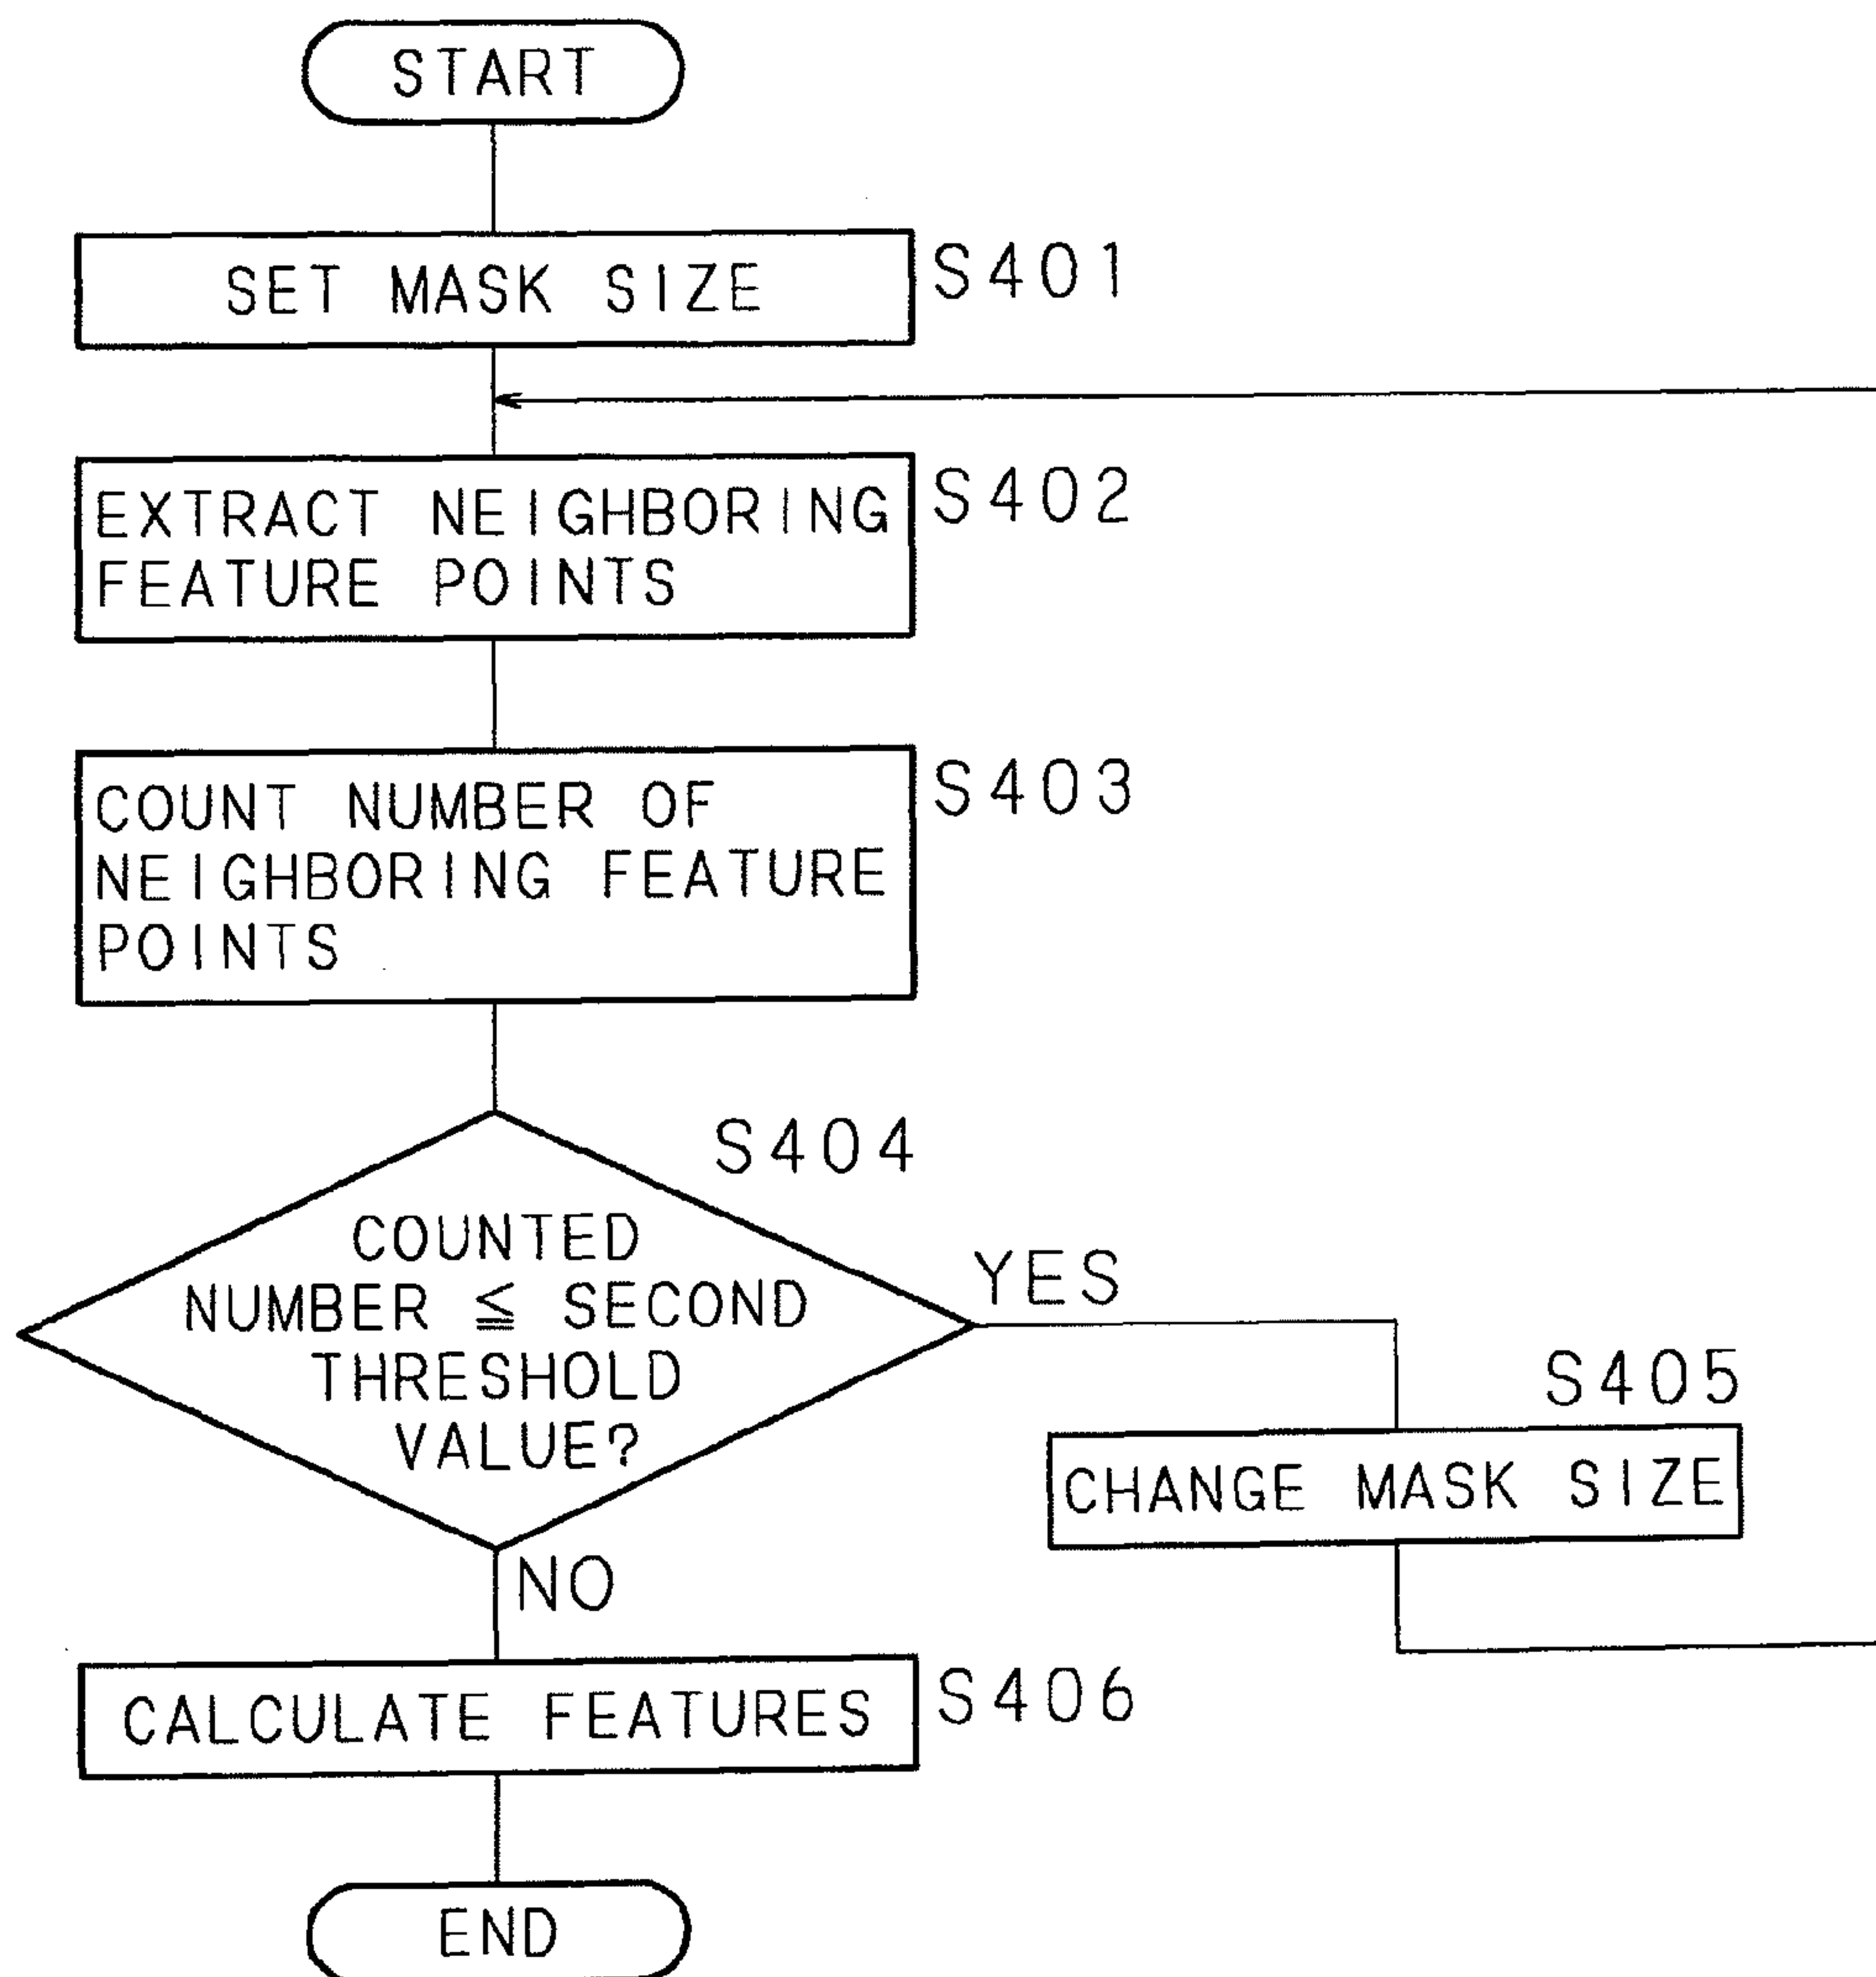 START
SET MASK SIZE
S401
EXTRACT NEIGHBORING
FEATURE POINTS
S402
COUNT NUMBER OF
NEIGHBORING FEATURE
POINTS
S403
S404
COUNTED
NUMBER ≦ SECOND
THRESHOLD
VALUE?
YES
S405
CHANGE MASK SIZE
NO
CALCULATE FEATURES
S406
END